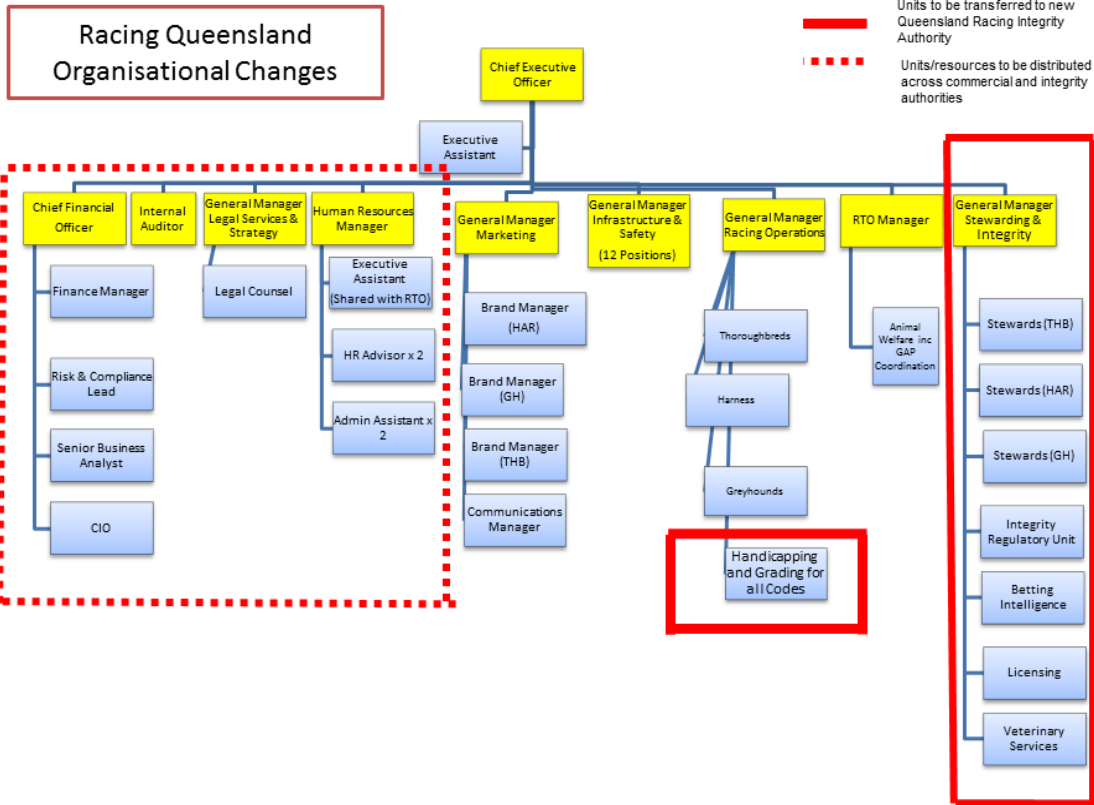 Racing Queensland
Organisational Changes
Units to be transferred to new
Queensland Racing Integrity
Authority
Units/resources to be distributed
across commercial and integrity
authorities
Chief Executive
Officer
Executive
Assistant
Chief Financial
Officer
Internal
Auditor
General Manager
Legal Services &
Strategy
Human Resources
Manager
General Manager
Marketing
General Manager
Infrastructure &
Safety
(12 Positions)
General Manager
Racing Operations
RTO Manager
General Manager
Stewarding &
Integrity
Finance Manager
Risk & Compliance
Lead
Senior Business
Analyst
CIO
Legal Counsel
Executive
Assistant
(Shared with RTO)
HR Advisor x 2
Admin Assistant x
2
Brand Manager
(HAR)
Brand Manager
(GH)
Brand Manager
(THB)
Communications
Manager
Thoroughbreds
Harness
Greyhounds
Handicapping
and Grading for
all Codes
Animal
Welfare inc
GAP
Coordination
Stewards (THB)
Stewards (HAR)
Stewards (GH)
Integrity
Regulatory Unit
Betting
Intelligence
Licensing
Veterinary
Services